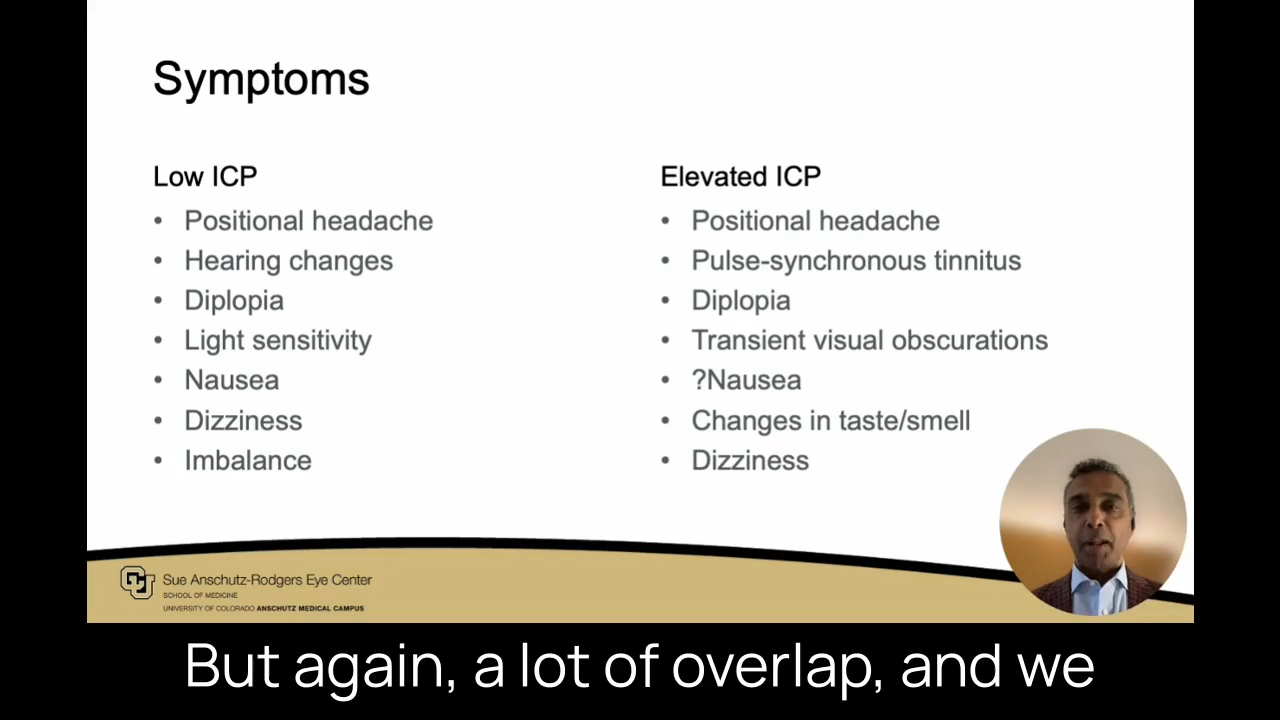 Symptoms
Low ICP
• Positional headache
• Hearing changes
• Diplopia
• Light sensitivity
• Nausea
• Dizziness
• Imbalance
Elevated ICP
• Positional headache
• Pulse-synchronous tinnitus
• Diplopia
• Transient visual obscurations
• ?Nausea
• Changes in taste/smell
• Dizziness
Sue Anschutz-Rodgers Eye Center
SCHOOL OF MEDICINE
UNIVERSITY OF COLORADO ANSCHUTZ MEDICAL CAMPUS
But again, a lot of overlap, and we